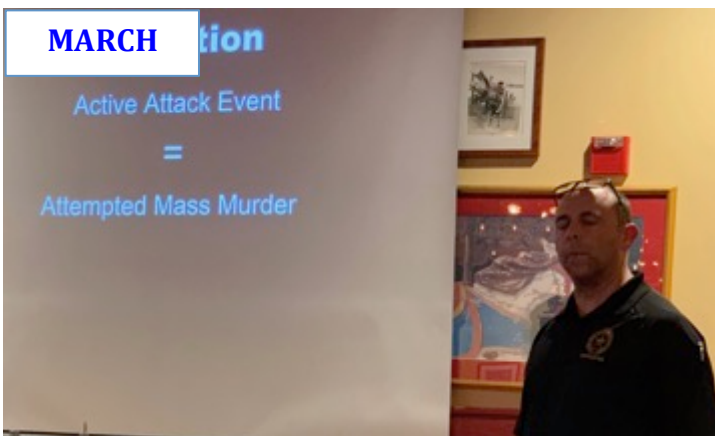 MARCH
tion
Active Attack Event
=
Attempted Mass Murder